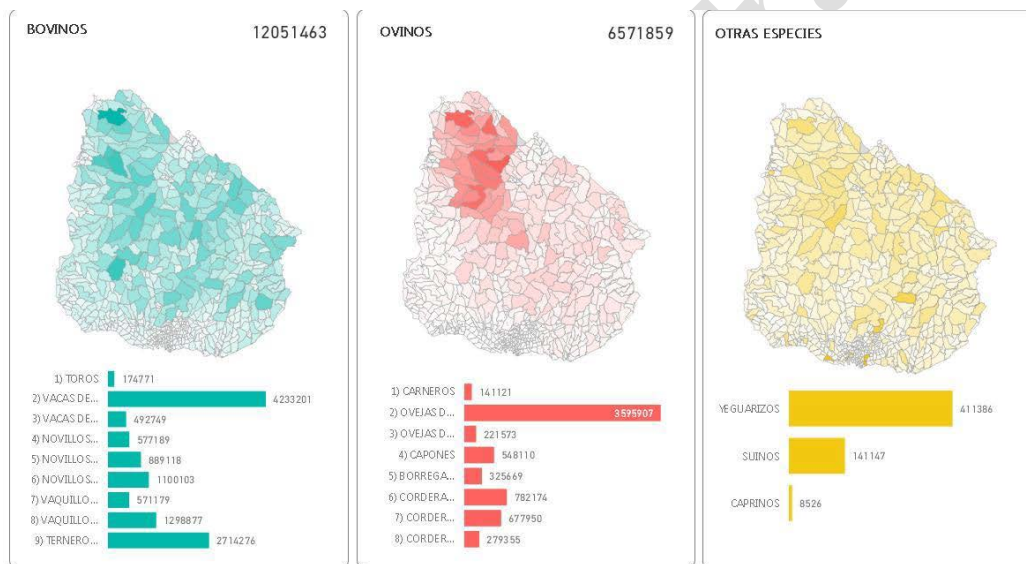 BOVINOS 12051463
1) TOROS 174771
2) VACAS DE... 4233201
3) VACAS DE... 492749
4) NOVILLOS... 577189
5) NOVILLOS... 889118
6) NOVILLOS... 1100103
7) VAQUILLO... 571179
8) VAQUILLO... 1298877
9) TERNERO... 2714276
OVINOS 6571859
1) CARNEROS 141121
2) OVEJAS D... 3595907
3) OVEJAS D... 221573
4) CAPONES 548110
5) BORREGA... 325669
6) CORDERA... 782174
7) CORDER... 677950
8) CORDER... 279355
OTRAS ESPECIES
YEGUARIZOS 411386
SUINOS 141147
CAPRINOS 8526